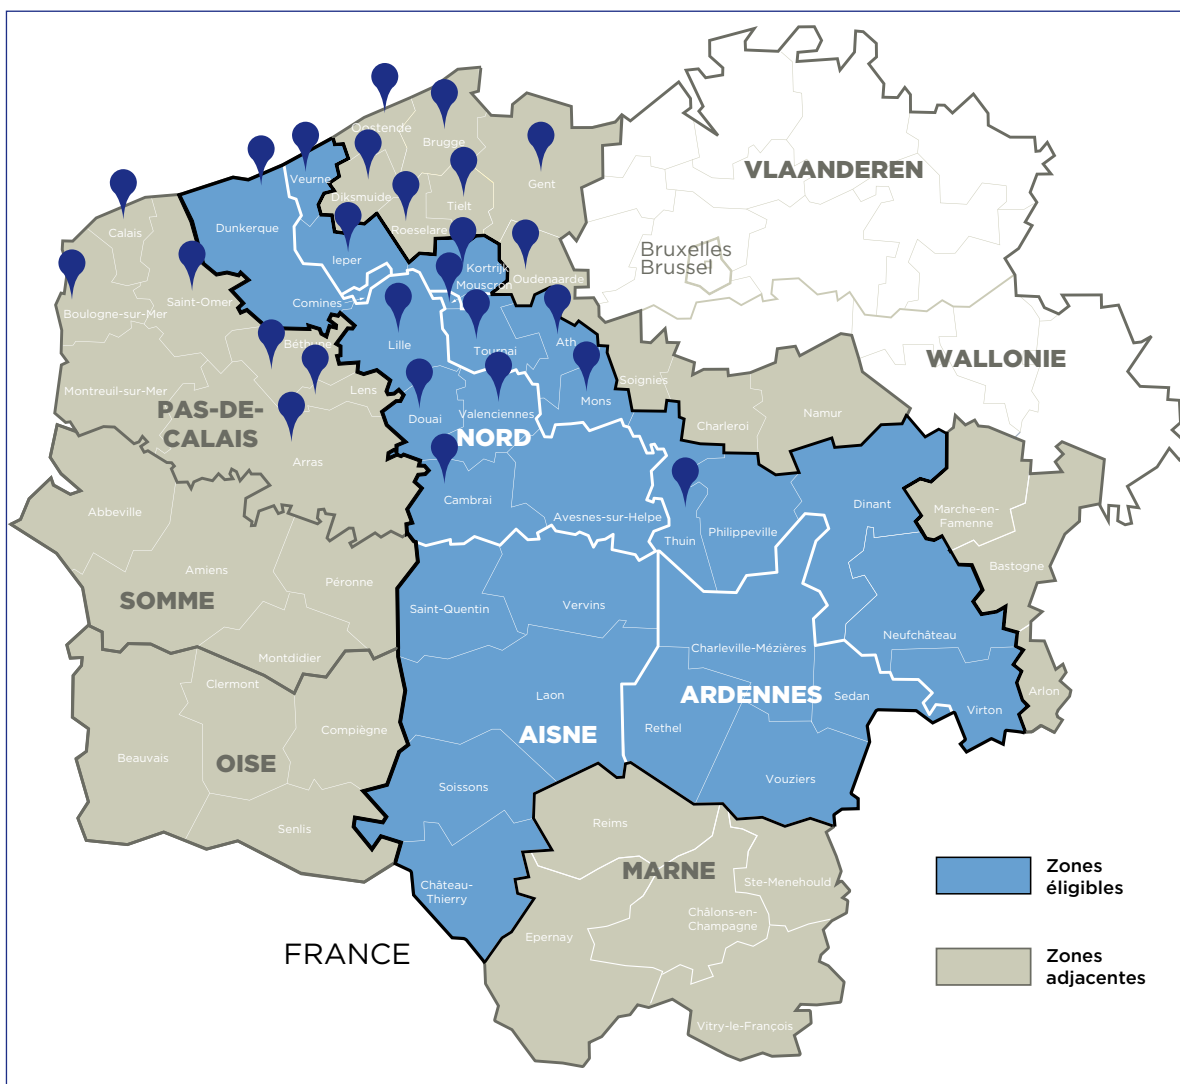 Oostende
Brugge
VLAANDEREN
Veurne
Gent
Diksmuide
Tielt
Calais
Dunkerque
Roeselare
Bruxelles
Brussel
Ieper
Kortrijk
Oudenaarde
Mouscron
Saint-Omer
Comines
Boulogne-sur-Mer
Béthune
Lille
Tournai
Ath
WALLONIE
Soignies
Montreuil-sur-Mer
Lens
PAS-DE-
CALAIS
Douai
Valenciennes
Mons
Charleroi
Namur
NORD
Arras
Cambrai
Avesnes-sur-Helpe
Thuin
Philippeville
Dinant
Marche-en-
Famenne
Abbeville
Amiens
Péronne
SOMME
Bastogne
Saint-Quentin
Vervins
Neufchâteau
Montdidier
Charleville-Mézières
Clermont
Laon
ARDENNES
Sedan
Arlon
Virton
Compiègne
Rethel
AISNE
Beauvais
OISE
Soissons
Vouziers
Senlis
Reims
MARNE
Château-
Thierry
Ste-Menehould
Châlons-en-
Champagne
Epernay
FRANCE
Vitry-le-François
Zones
éligibles
Zones
adjacentes